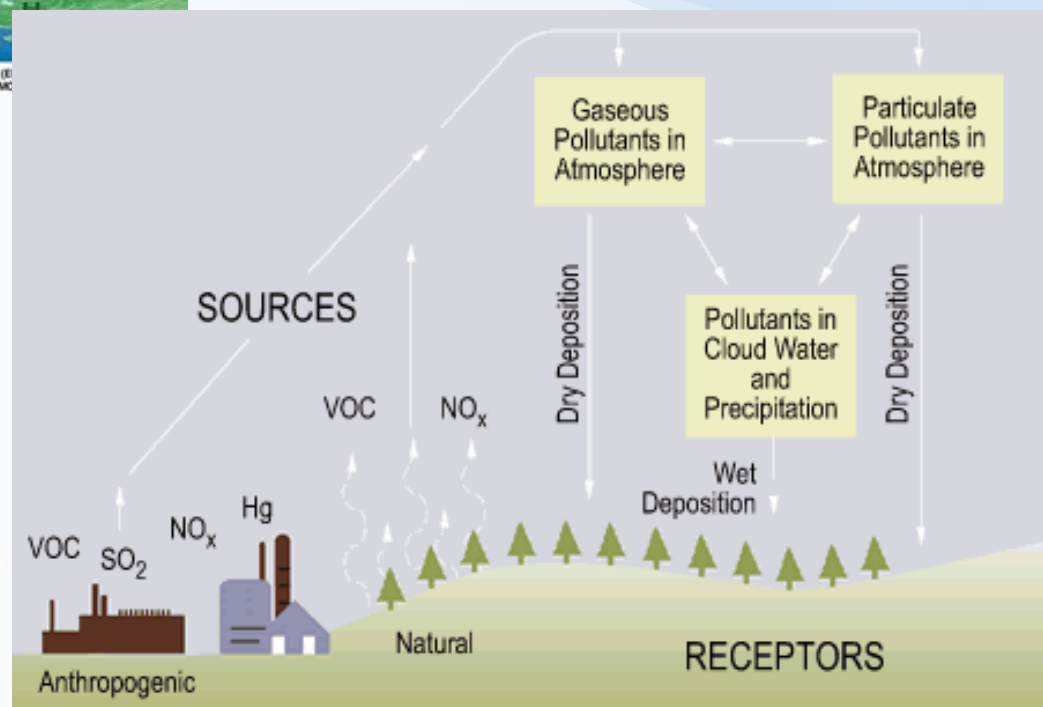 Gaseous
Pollutants in
Atmosphere
Particulate
Pollutants in
Atmosphere
SOURCES
Dry Deposition
Pollutants in
Cloud Water
and
Precipitation
Dry Deposition
VOC
NOx
Wet
Deposition
VOC
SO2
NOx
Hg
Natural
RECEPTORS
Anthropogenic